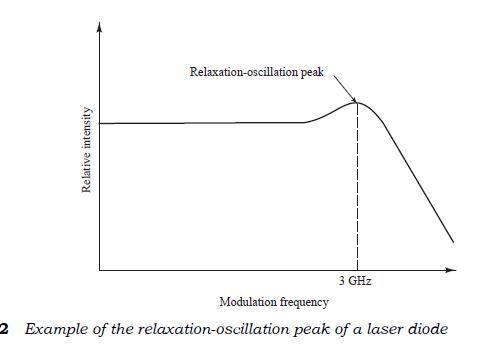 Relaxation-oscillation peak
Relative intensity
3 GHz
Modulation frequency
2 Example of the relaxation-oscillation peak of a laser diode